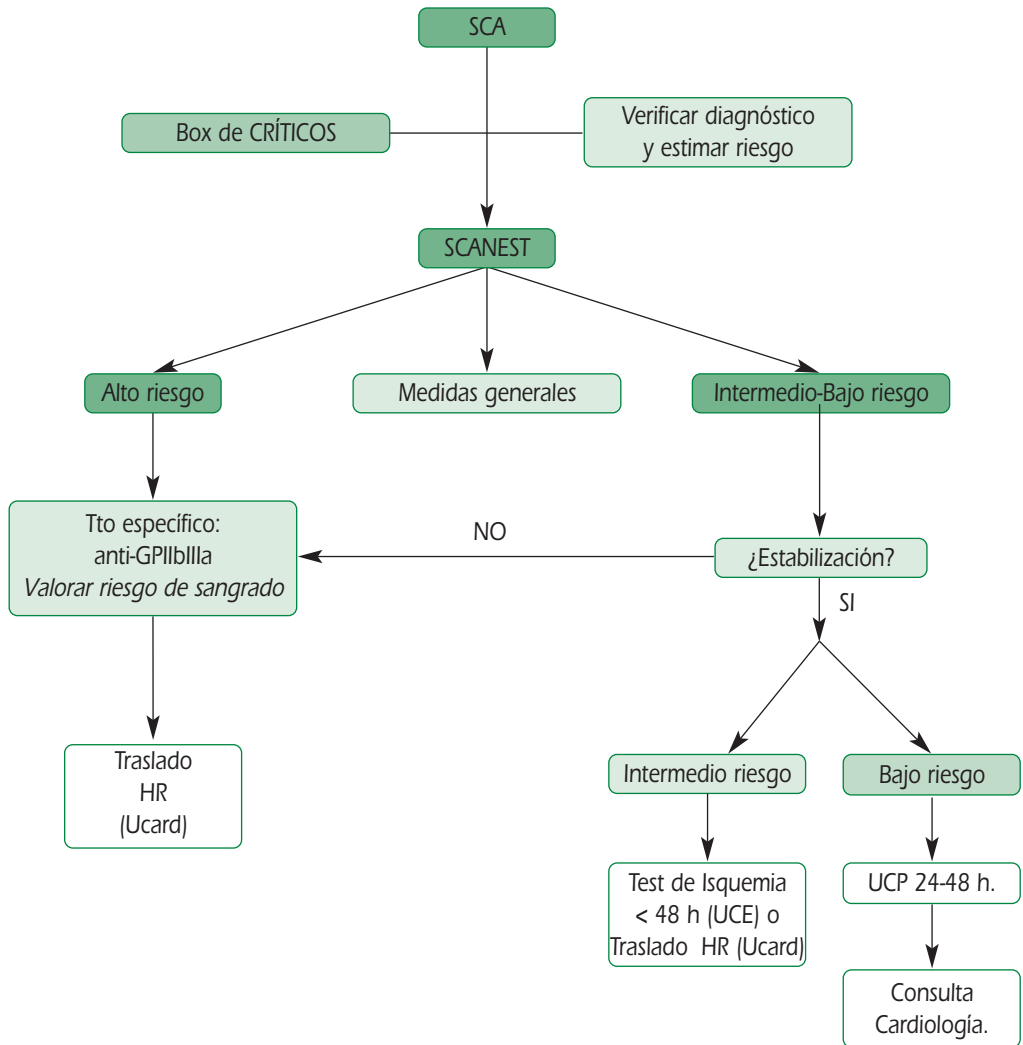 SCA
Box de CRÍTICOS
Verificar diagnóstico
y estimar riesgo
SCANEST
Alto riesgo
Medidas generales
Intermedio-Bajo riesgo
Tto específico:
anti-GPIIbIIIa
Valorar riesgo de sangrado
NO
¿Estabilización?
SI
Traslado
HR
(Ucard)
Intermedio riesgo
Bajo riesgo
Test de Isquemia
< 48 h (UCE) o
Traslado HR (Ucard)
UCP 24-48 h.
Consulta
Cardiología.